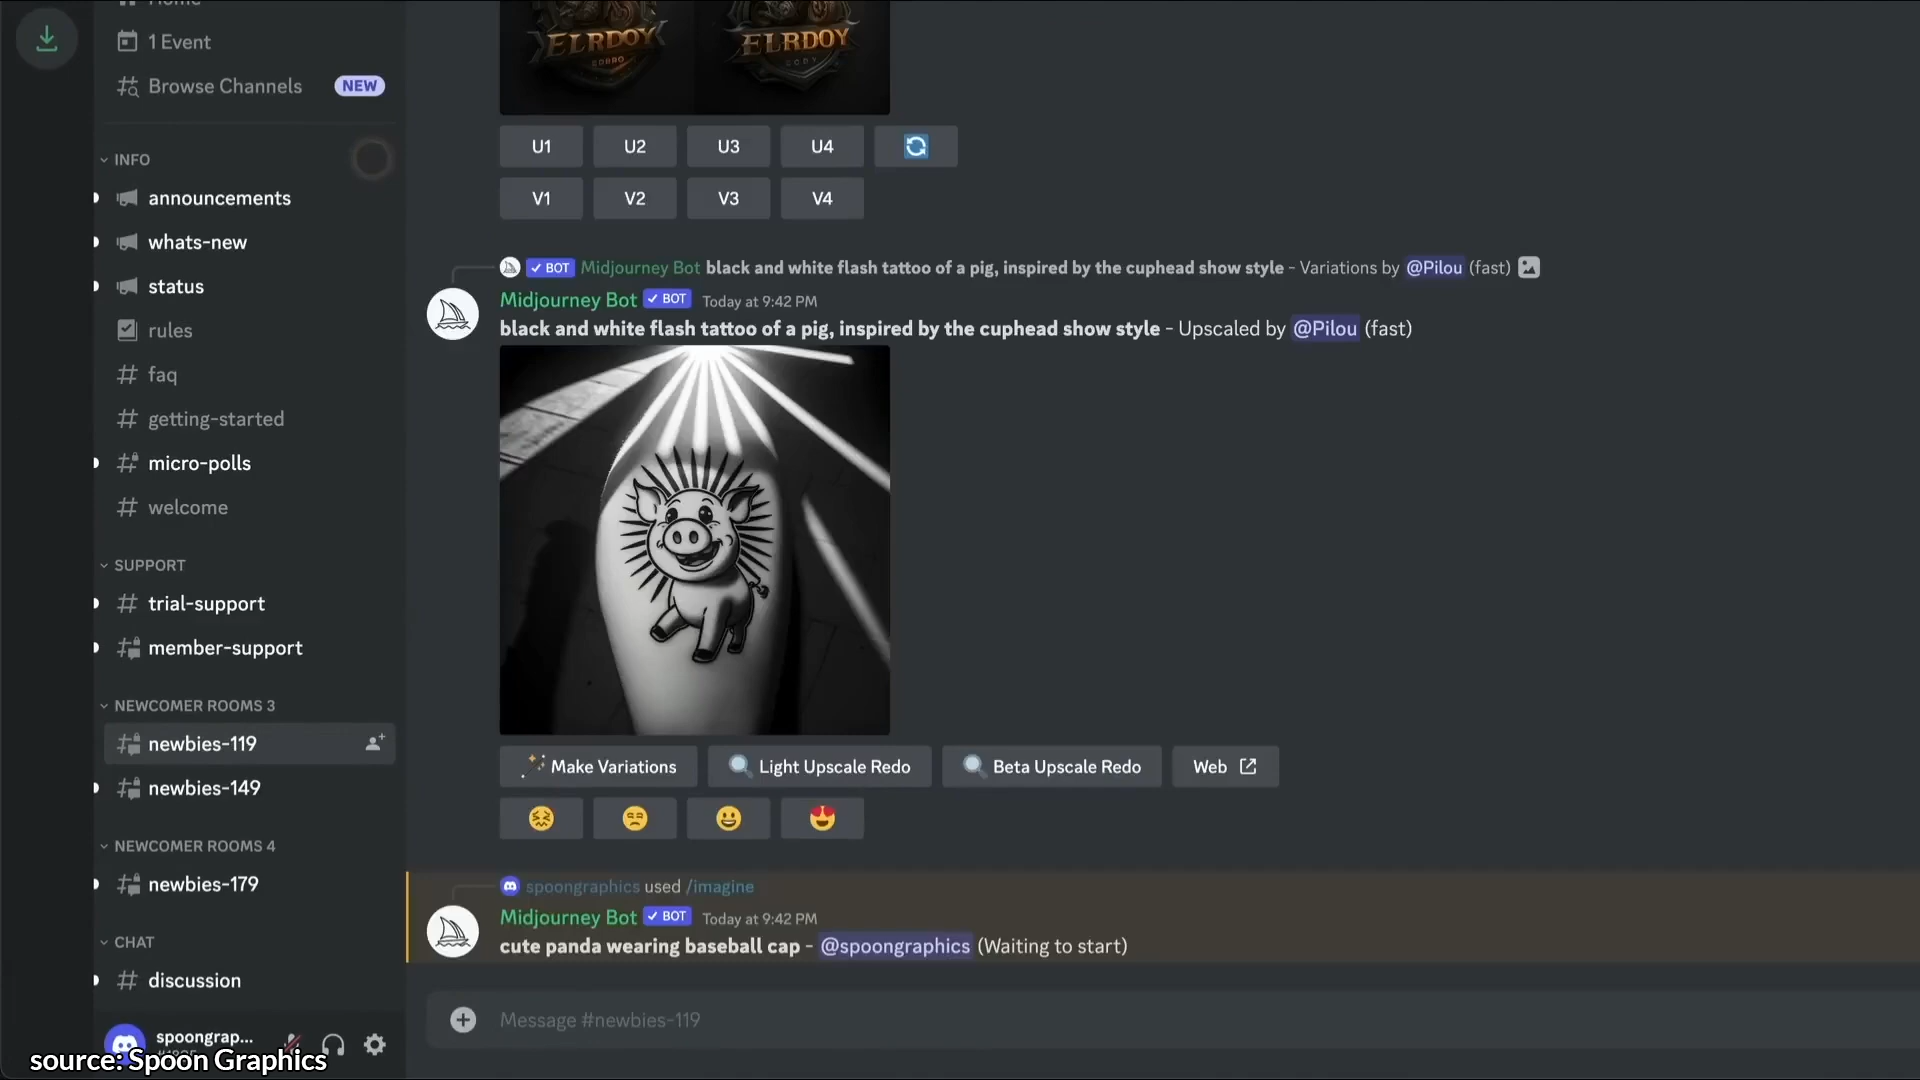 Home
1 Event
Browse Channels NEW
INFO
announcements
whats-new
status
rules
faq
getting-started
micro-polls
welcome
SUPPORT
trial-support
member-support
NEWCOMER ROOMS 3
newbies-119
newbies-149
NEWCOMER ROOMS 4
newbies-179
CHAT
discussion
spoongrap...
source: Spoon Graphics
ELRDOY ELRDOY
U1 U2 U3 U4
V1 V2 V3 V4
BOT Midjourney Bot black and white flash tattoo of a pig, inspired by the cuphead show style - Variations by @Pilou (fast)
Midjourney Bot BOT Today at 9:42 PM
black and white flash tattoo of a pig, inspired by the cuphead show style - Upscaled by @Pilou (fast)
Make Variations Light Upscale Redo Beta Upscale Redo Web
spoongraphics used /imagine
Midjourney Bot BOT Today at 9:42 PM
cute panda wearing baseball cap - @spoongraphics (Waiting to start)
Message #newbies-119